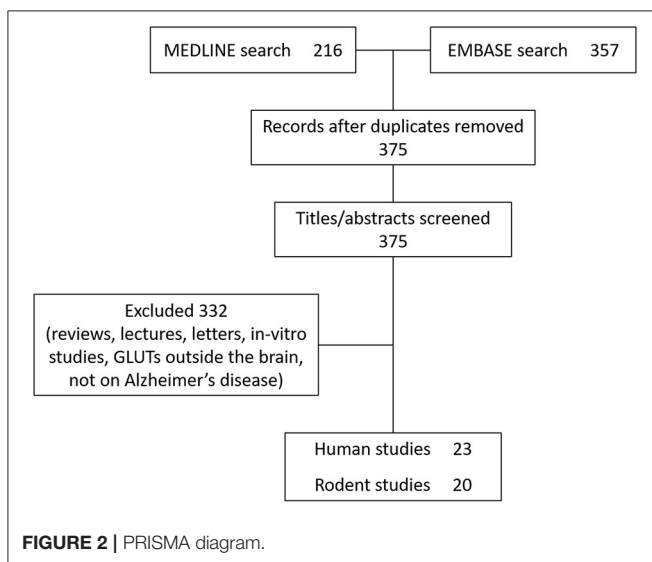 MEDLINE search 216
EMBASE search 357
Records after duplicates removed
375
Titles/abstracts screened
375
Excluded 332
(reviews, lectures, letters, in-vitro
studies, GLUTs outside the brain,
not on Alzheimer's disease)
Human studies 23
Rodent studies 20
FIGURE 2 | PRISMA diagram.